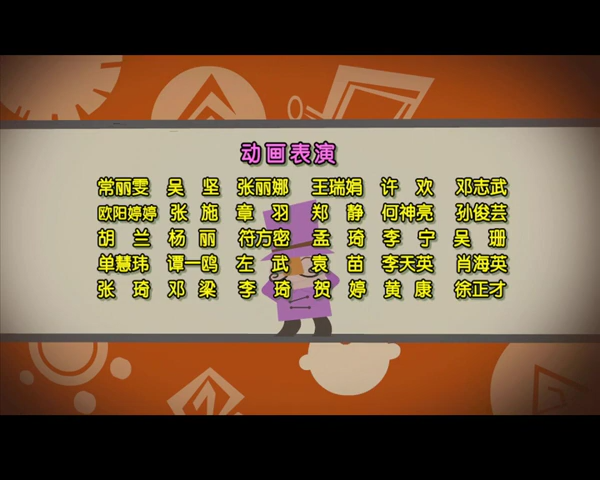 动画表演
常丽雯 吴 坚 张丽娜 王瑞娟 许 欢 邓志武
欧阳婷婷 张 施 章 羽 郑 静 何神亮 孙俊芸
胡 兰 杨 丽 符方密 孟 琦 李 宁 吴 珊
单慧玮 谭一鸥 左 武 袁 苗 李天英 肖海英
张 琦 邓 梁 李 琦 贺 婷 黄 康 徐正才